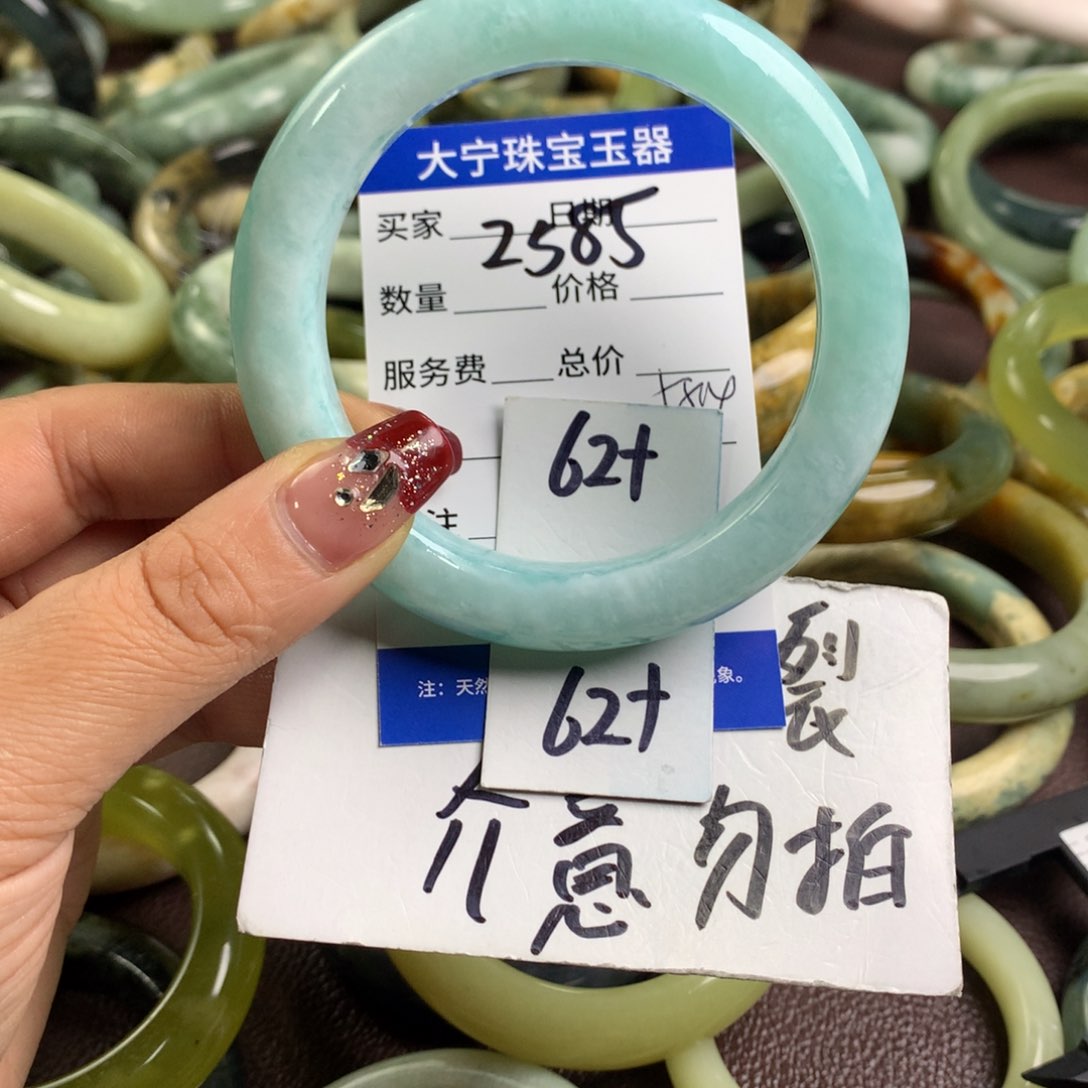 大宁珠宝玉器
买家 日期
2585
数量 价格
服务费 总价
62+
注
62+
注：天然 象。
裂
介意勿拍